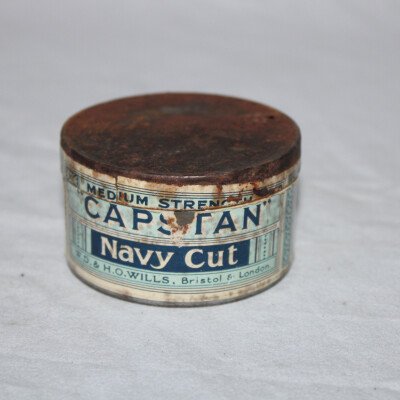 MEDIUM STRENGTH
"CAPSTAN"
Navy Cut
W.D. & H.O. WILLS, Bristol & London.